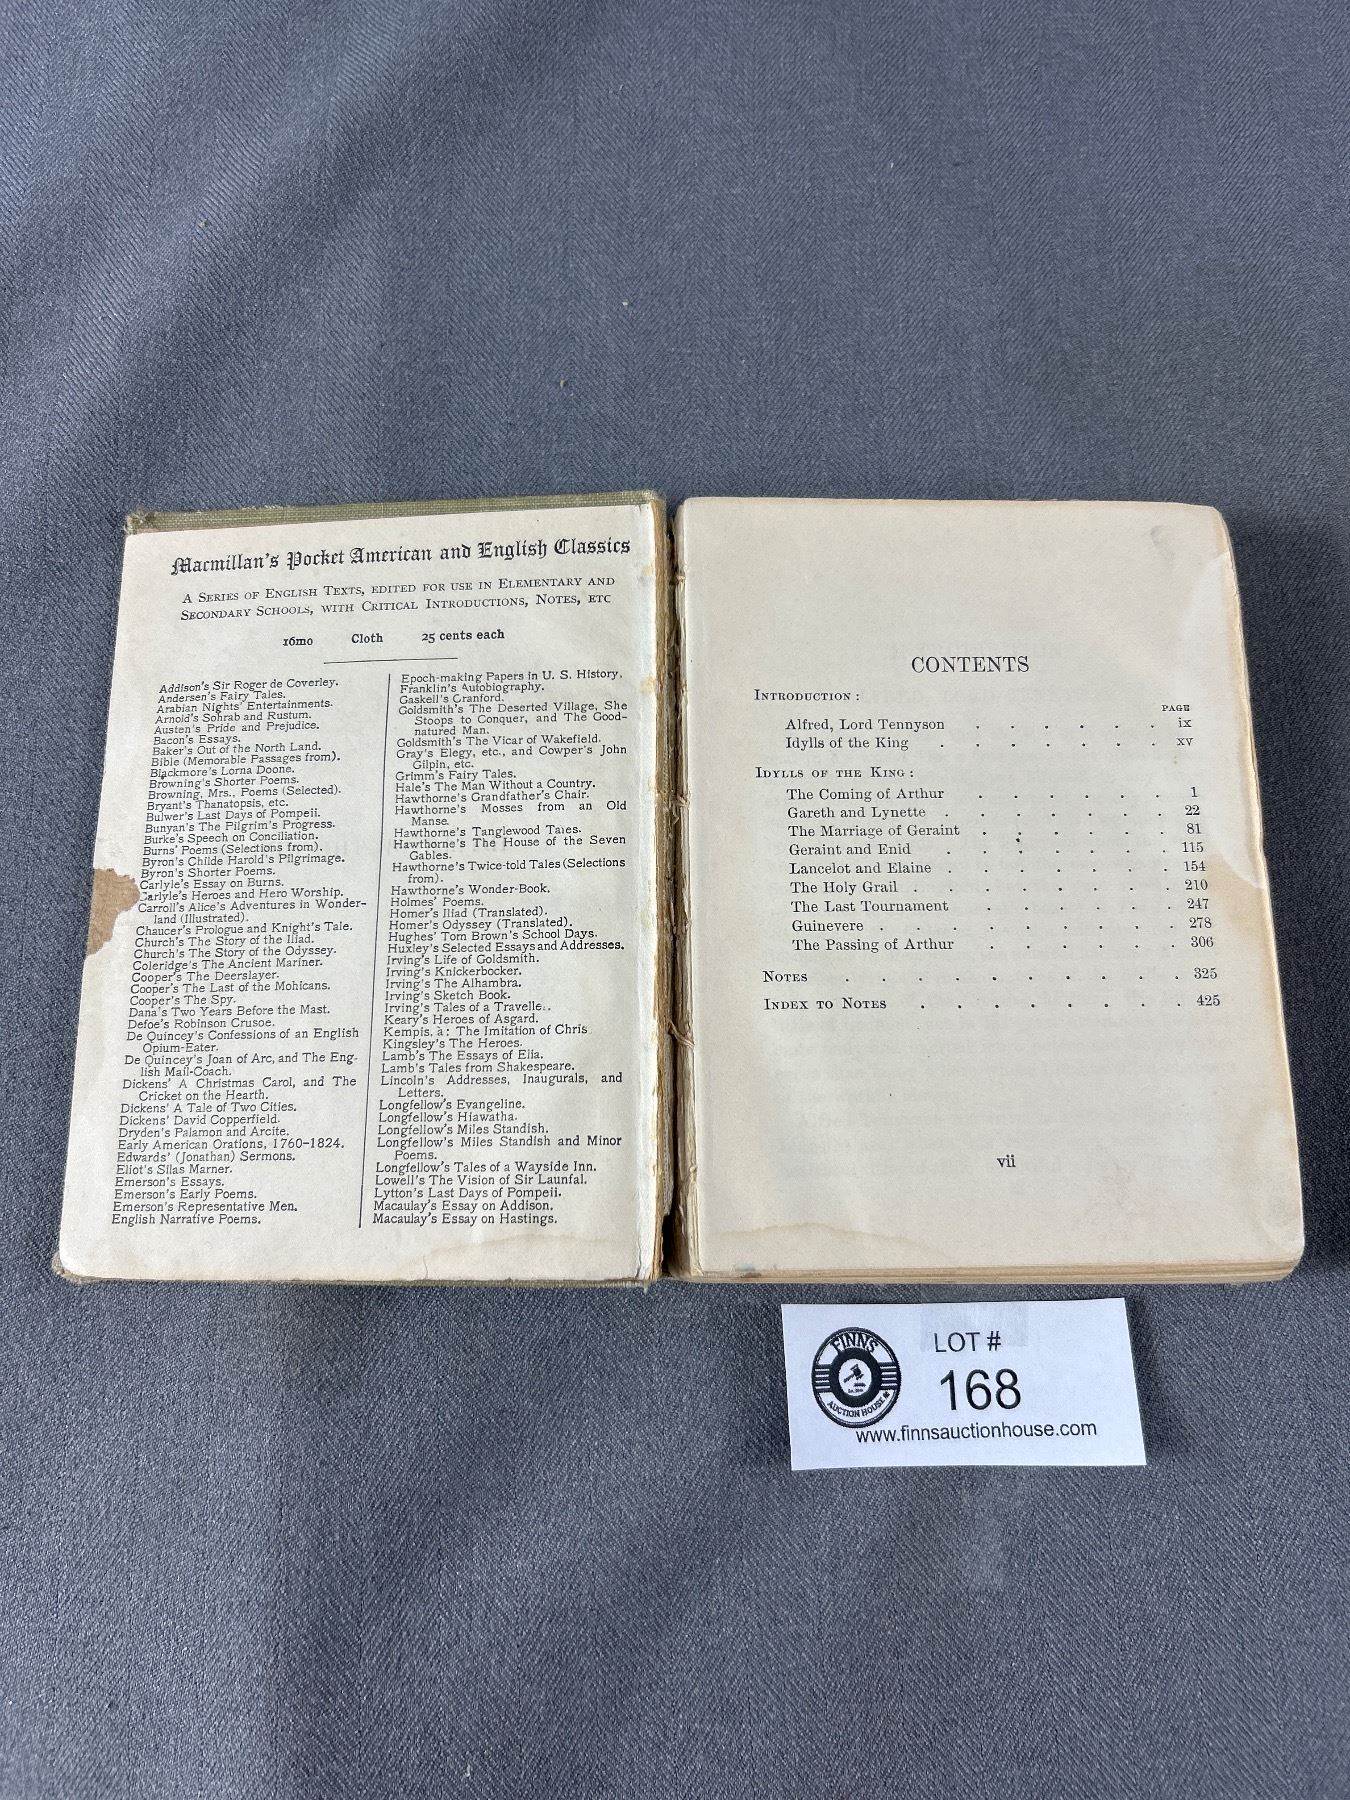 Macmillan's Pocket American and English Classics
A Series of English Texts, edited for use in Elementary and
Secondary Schools, with Critical Introductions, Notes, etc
16mo Cloth 25 cents each
Addison's Sir Roger de Coverley.
Andersen's Fairy Tales.
Arabian Nights' Entertainments.
Arnold's Sohrab and Rustum.
Austen's Pride and Prejudice.
Bacon's Essays.
Baker's Out of the North Land.
Bible (Memorable Passages from).
Blackmore's Lorna Doone.
Browning's Shorter Poems.
Browning, Mrs., Poems (Selected).
Bryant's Thanatopsis, etc.
Bulwer's Last Days of Pompeii.
Bunyan's The Pilgrim's Progress.
Burke's Speech on Conciliation.
Burns' Poems (Selections from).
Byron's Childe Harold's Pilgrimage.
Byron's Shorter Poems.
Carlyle's Essay on Burns.
Carlyle's Heroes and Hero Worship.
Carroll's Alice's Adventures in Wonder-
land (Illustrated).
Chaucer's Prologue and Knight's Tale.
Church's The Story of the Iliad.
Church's The Story of the Odyssey.
Coleridge's The Ancient Mariner.
Cooper's The Deerslayer.
Cooper's The Last of the Mohicans.
Cooper's The Spy.
Dana's Two Years Before the Mast.
Defoe's Robinson Crusoe.
De Quincey's Confessions of an English
Opium-Eater.
De Quincey's Joan of Arc, and The Eng-
lish Mail-Coach.
Dickens' A Christmas Carol, and The
Cricket on the Hearth.
Dickens' A Tale of Two Cities.
Dickens' David Copperfield.
Dryden's Palamon and Arcite.
Early American Orations, 1760-1824.
Edwards' (Jonathan) Sermons.
Eliot's Silas Marner.
Emerson's Essays.
Emerson's Early Poems.
Emerson's Representative Men.
English Narrative Poems.
Epoch-making Papers in U. S. History.
Franklin's Autobiography.
Gaskell's Cranford.
Goldsmith's The Deserted Village, She
Stoops to Conquer, and The Good-
natured Man.
Goldsmith's The Vicar of Wakefield.
Gray's Elegy, etc., and Cowper's John
Gilpin, etc.
Grimm's Fairy Tales.
Hale's The Man Without a Country.
Hawthorne's Grandfather's Chair.
Hawthorne's Mosses from an Old
Manse.
Hawthorne's Tanglewood Tales.
Hawthorne's The House of the Seven
Gables.
Hawthorne's Twice-told Tales (Selections
from).
Hawthorne's Wonder-Book.
Holmes' Poems.
Homer's Iliad (Translated).
Homer's Odyssey (Translated).
Hughes' Tom Brown's School Days.
Huxley's Selected Essays and Addresses.
Irving's Life of Goldsmith.
Irving's Knickerbocker.
Irving's The Alhambra.
Irving's Sketch Book.
Irving's Tales of a Travelle..
Keary's Heroes of Asgard.
Kempis, à: The Imitation of Chris
Kingsley's The Heroes.
Lamb's The Essays of Elia.
Lamb's Tales from Shakespeare.
Lincoln's Addresses, Inaugurals, and
Letters.
Longfellow's Evangeline.
Longfellow's Hiawatha.
Longfellow's Miles Standish.
Longfellow's Miles Standish and Minor
Poems.
Longfellow's Tales of a Wayside Inn.
Lowell's The Vision of Sir Launfal.
Lytton's Last Days of Pompeii.
Macaulay's Essay on Addison.
Macaulay's Essay on Hastings.
CONTENTS
Introduction :
PAGE
Alfred, Lord Tennyson . . . . . . ix
Idylls of the King . . . . . . . xv
Idylls of the King :
The Coming of Arthur . . . . . . 1
Gareth and Lynette . . . . . . . 22
The Marriage of Geraint . . . . . . 81
Geraint and Enid . . . . . . . 115
Lancelot and Elaine . . . . . . . 154
The Holy Grail . . . . . . . . 210
The Last Tournament . . . . . . 247
Guinevere . . . . . . . . . 278
The Passing of Arthur . . . . . . 306
Notes . . . . . . . . . . 325
Index to Notes . . . . . . . . 425
vii
FINNS
AUCTION HOUSE
LOT #
168
www.finnsauctionhouse.com